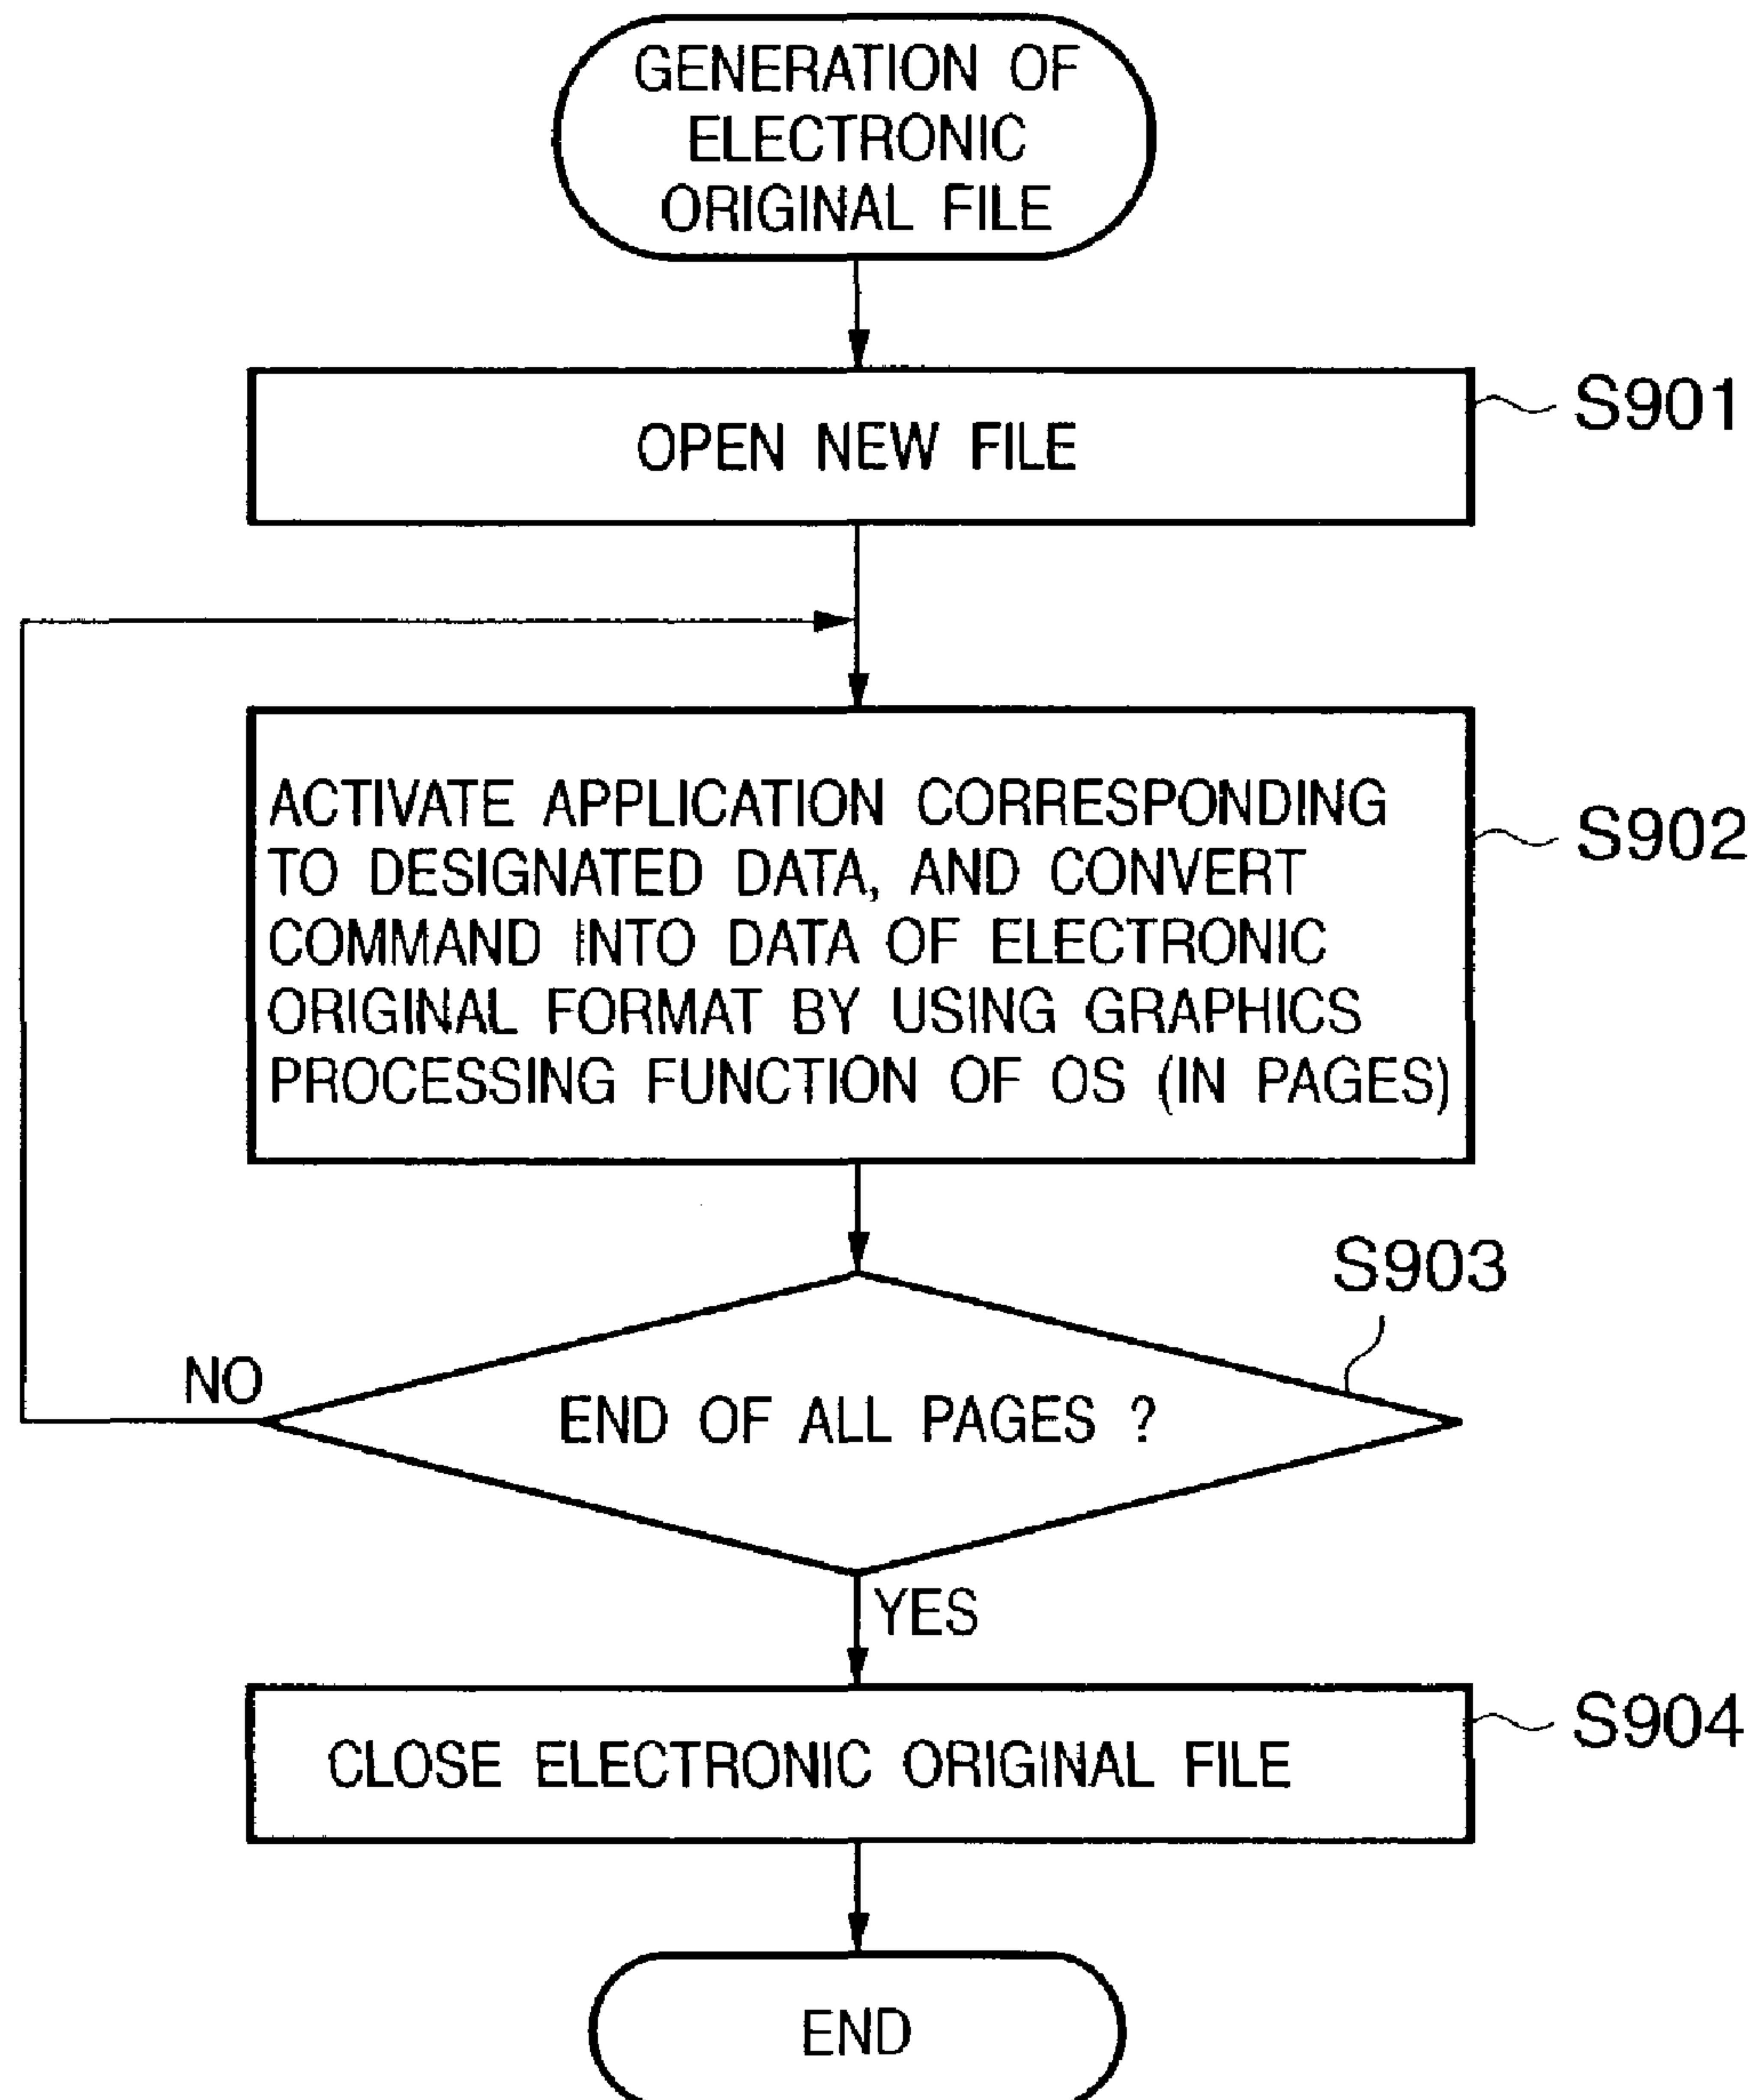 GENERATION OF
ELECTRONIC
ORIGINAL FILE
OPEN NEW FILE
S901
ACTIVATE APPLICATION CORRESPONDING
TO DESIGNATED DATA, AND CONVERT
COMMAND INTO DATA OF ELECTRONIC
ORIGINAL FORMAT BY USING GRAPHICS
PROCESSING FUNCTION OF OS (IN PAGES)
S902
S903
NO
END OF ALL PAGES ?
YES
CLOSE ELECTRONIC ORIGINAL FILE
S904
END